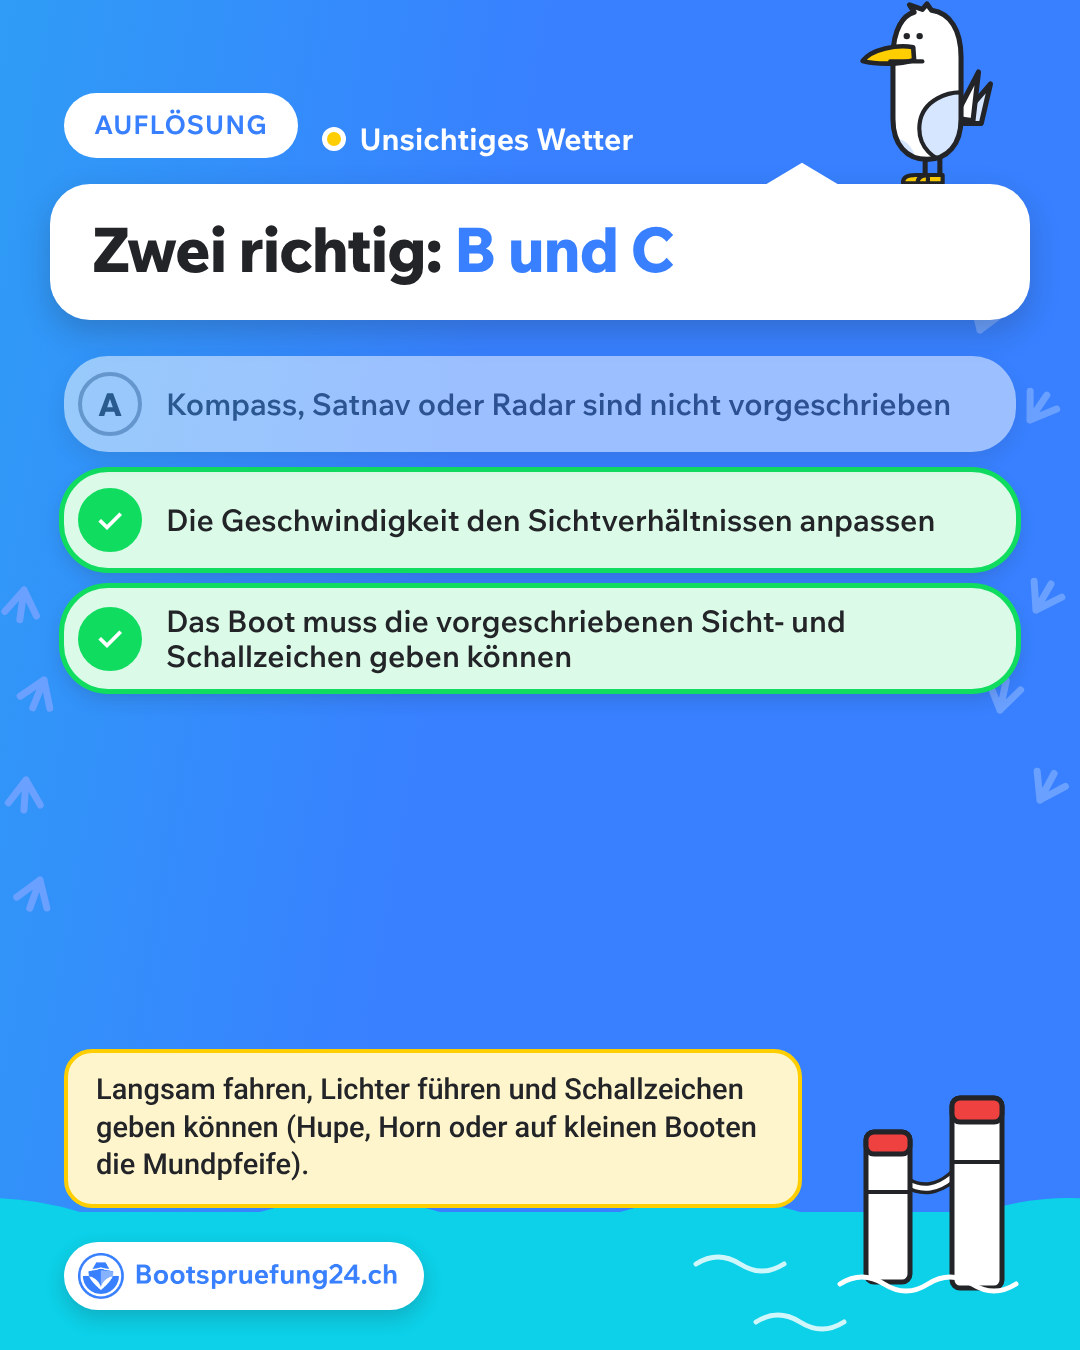 AUFLÖSUNG
Unsichtiges Wetter
Zwei richtig: B und C
A Kompass, Satnav oder Radar sind nicht vorgeschrieben
Die Geschwindigkeit den Sichtverhältnissen anpassen
Das Boot muss die vorgeschriebenen Sicht- und
Schallzeichen geben können
Langsam fahren, Lichter führen und Schallzeichen
geben können (Hupe, Horn oder auf kleinen Booten
die Mundpfeife).
Bootspruefung24.ch